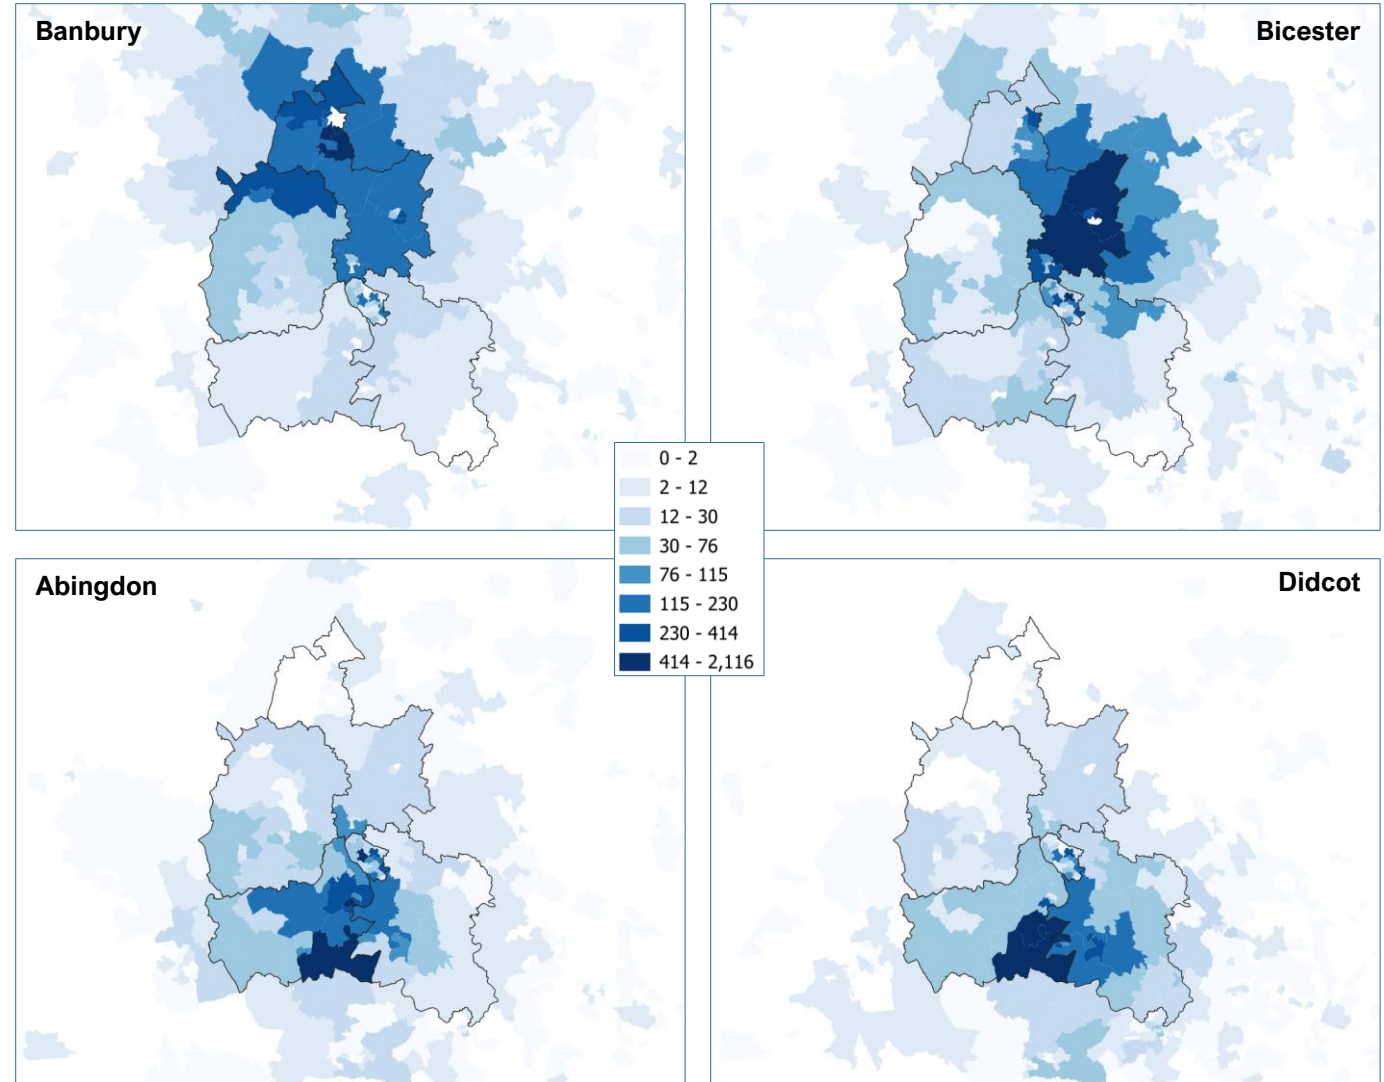 Banbury
Bicester
0 - 2
2 - 12
12 - 30
30 - 76
76 - 115
115 - 230
230 - 414
414 - 2,116
Abingdon
Didcot